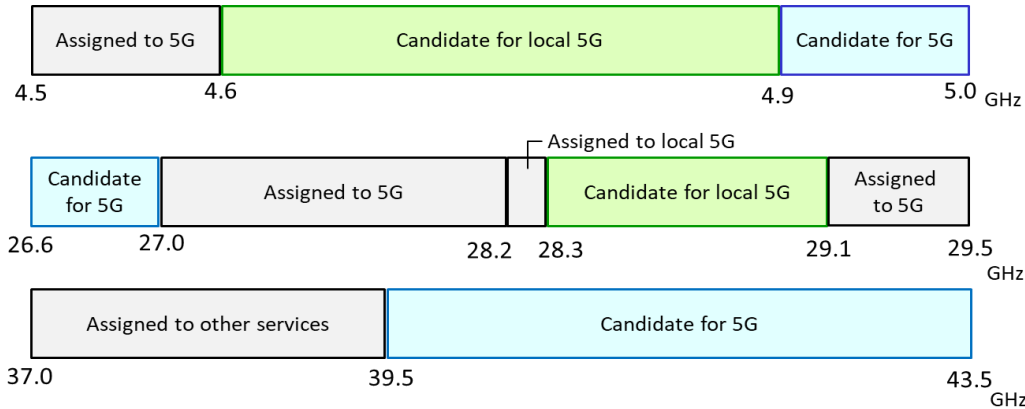 Assigned to 5G
Candidate for local 5G
Candidate for 5G
4.5
4.6
4.9
5.0
GHz
Assigned to local 5G
Candidate
for 5G
Assigned to 5G
Candidate for local 5G
Assigned
to 5G
26.6
27.0
28.2
28.3
29.1
29.5
GHz
Assigned to other services
Candidate for 5G
37.0
39.5
43.5
GHz